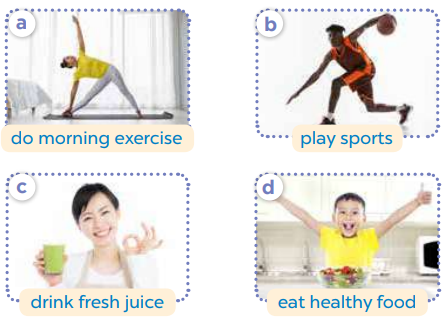 a
do morning exercise
b
play sports
c
drink fresh juice
d
eat healthy food